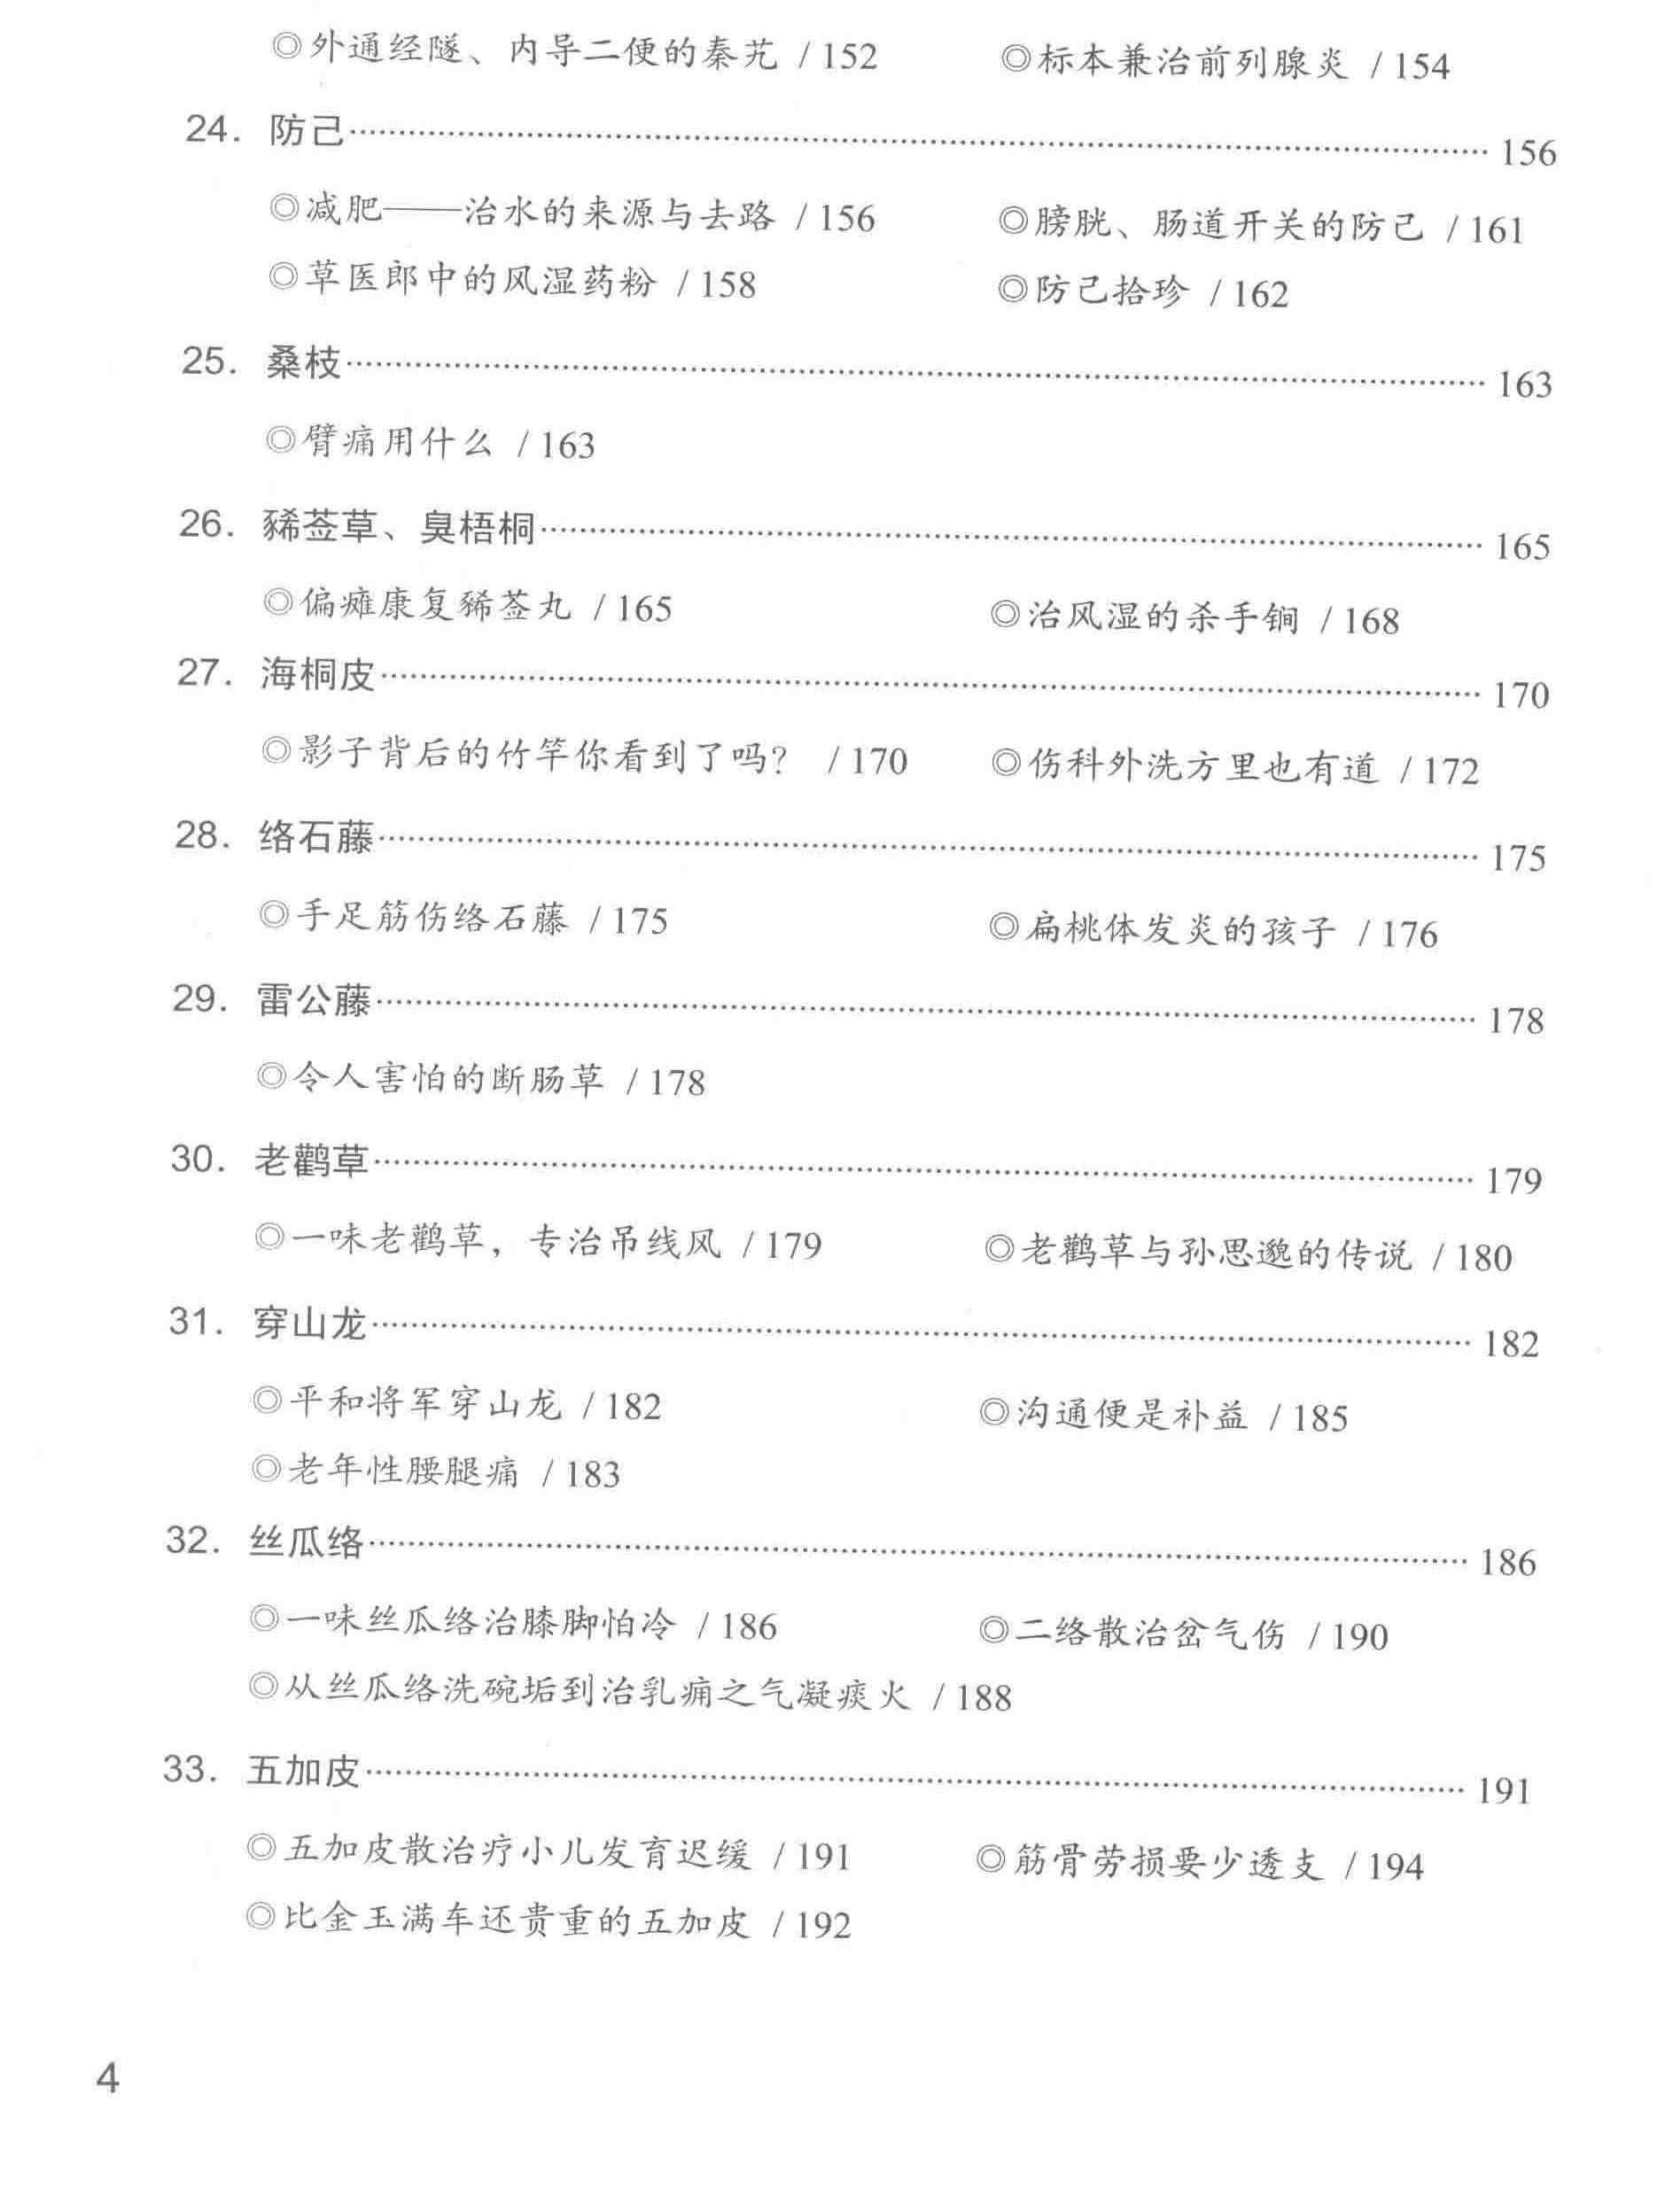 ◎外通经隧、内导二便的秦艽 / 152　◎标本兼治前列腺炎 / 154
24. 防己 156
◎减肥——治水的来源与去路 / 156　◎膀胱、肠道开关的防己 / 161
◎草医郎中的风湿药粉 / 158　◎防己拾珍 / 162
25. 桑枝 163
◎臂痛用什么 / 163
26. 豨莶草、臭梧桐 165
◎偏瘫康复豨莶丸 / 165　◎治风湿的杀手锏 / 168
27. 海桐皮 170
◎影子背后的竹竿你看到了吗? / 170　◎伤科外洗方里也有道 / 172
28. 络石藤 175
◎手足筋伤络石藤 / 175　◎扁桃体发炎的孩子 / 176
29. 雷公藤 178
◎令人害怕的断肠草 / 178
30. 老鹳草 179
◎一味老鹳草，专治吊线风 / 179　◎老鹳草与孙思邈的传说 / 180
31. 穿山龙 182
◎平和将军穿山龙 / 182　◎沟通便是补益 / 185
◎老年性腰腿痛 / 183
32. 丝瓜络 186
◎一味丝瓜络治膝脚怕冷 / 186　◎二络散治岔气伤 / 190
◎从丝瓜络洗碗垢到治乳痛之气凝痰火 / 188
33. 五加皮 191
◎五加皮散治疗小儿发育迟缓 / 191　◎筋骨劳损要少透支 / 194
◎比金玉满车还贵重的五加皮 / 192
4